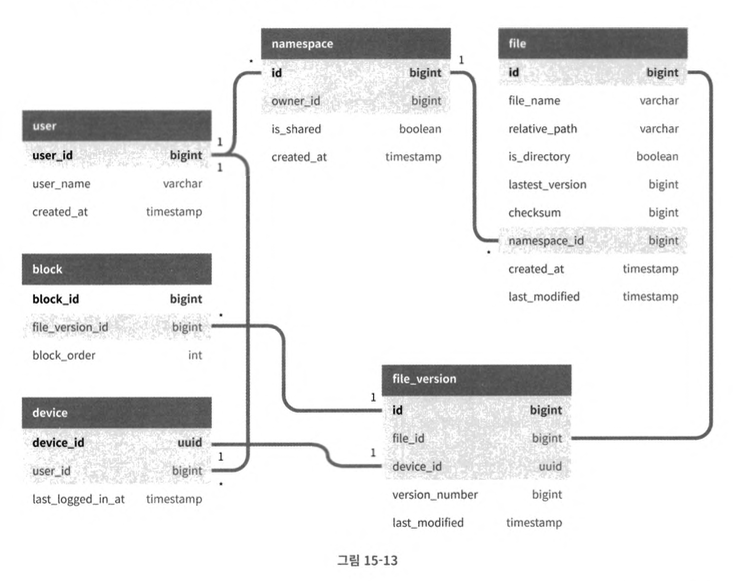 namespace
id bigint
owner_id bigint
is_shared boolean
created_at timestamp
file
id bigint
file_name varchar
relative_path varchar
is_directory boolean
lastest_version bigint
checksum bigint
namespace_id bigint
created_at timestamp
last_modified timestamp
user
user_id bigint
user_name varchar
created_at timestamp
block
block_id bigint
file_version_id bigint
block_order int
device
device_id uuid
user_id bigint
last_logged_in_at timestamp
file_version
id bigint
file_id bigint
device_id uuid
version_number bigint
last_modified timestamp
1
1
1
1
1
1
그림 15-13